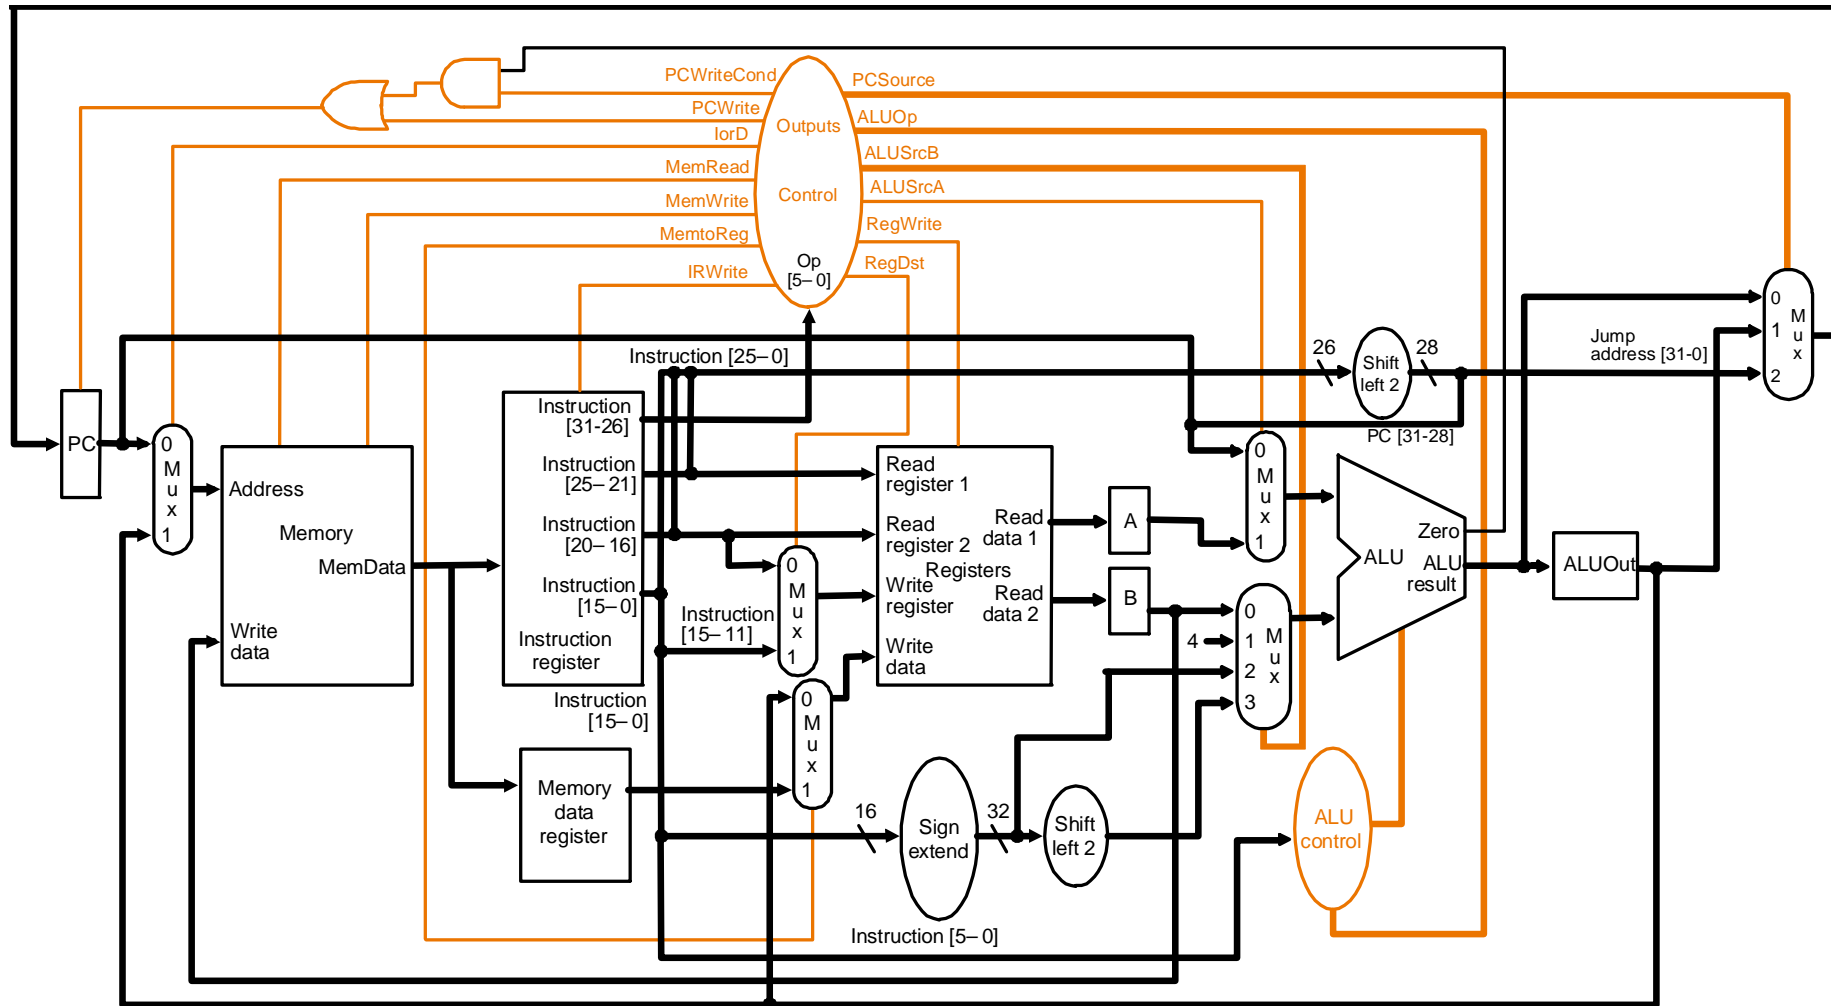 PCWriteCond
PCWrite
IorD
MemRead
MemWrite
MemtoReg
IRWrite
Outputs
Control
Op
[5–0]
PCSource
ALUOp
ALUSrcB
ALUSrcA
RegWrite
RegDst
PC
0
M
u
x
1
Address
Memory
MemData
Write
data
Instruction [25–0]
Instruction
[31-26]
Instruction
[25–21]
Instruction
[20–16]
Instruction
[15–0]
Instruction
register
Instruction
[15–0]
Instruction
[15–11]
Memory
data
register
0
M
u
x
1
0
M
u
x
1
Read
register 1
Read
register 2
Registers
Write
register
Write
data
Read
data 1
Read
data 2
16
Sign
extend
32
Shift
left 2
Instruction [5–0]
A
B
4
0
M
u
x
1
0
1
2
3
M
u
x
26
Shift
left 2
28
PC [31-28]
Zero
ALU
ALU
result
ALU
control
ALUOut
Jump
address [31-0]
0
1
2
M
u
x